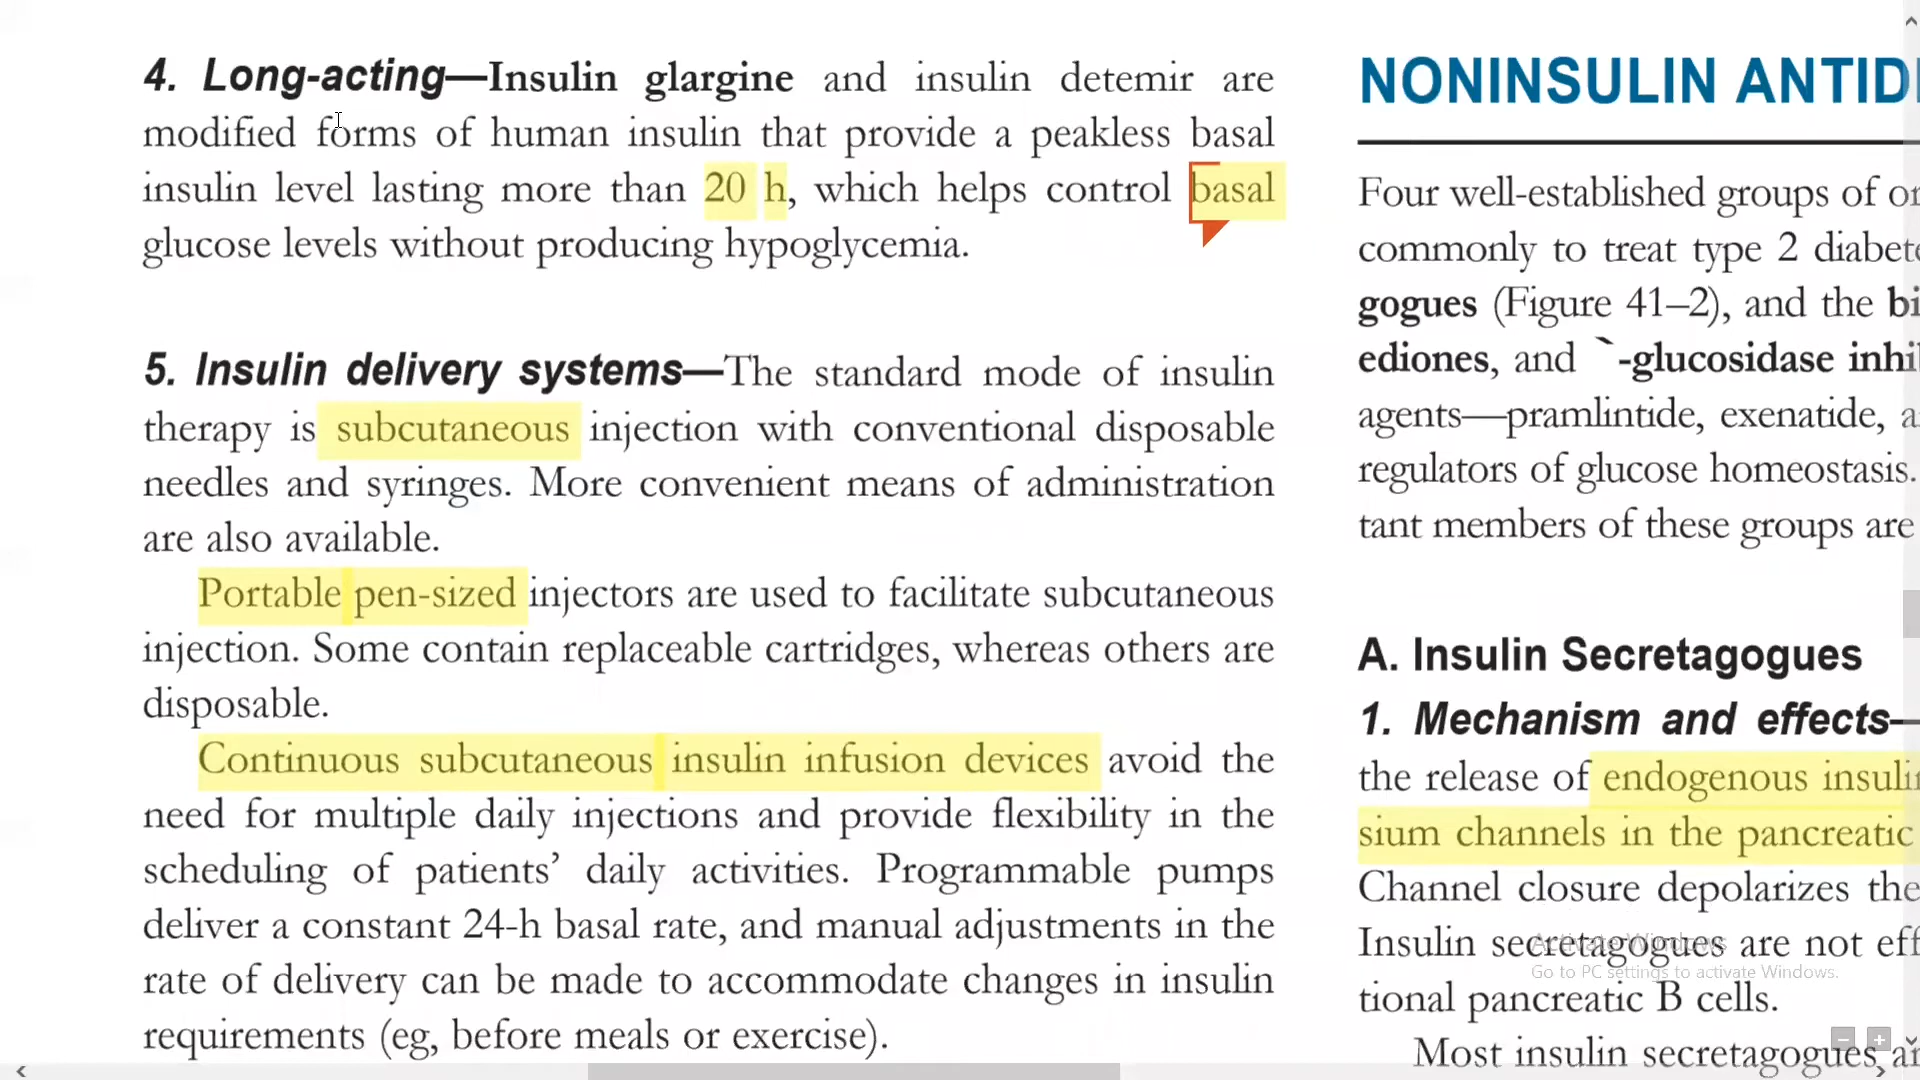 4. Long-acting—Insulin glargine and insulin detemir are
modified forms of human insulin that provide a peakless basal
insulin level lasting more than 20 h, which helps control basal
glucose levels without producing hypoglycemia.
5. Insulin delivery systems—The standard mode of insulin
therapy is subcutaneous injection with conventional disposable
needles and syringes. More convenient means of administration
are also available.
Portable pen-sized injectors are used to facilitate subcutaneous
injection. Some contain replaceable cartridges, whereas others are
disposable.
Continuous subcutaneous insulin infusion devices avoid the
need for multiple daily injections and provide flexibility in the
scheduling of patients’ daily activities. Programmable pumps
deliver a constant 24-h basal rate, and manual adjustments in the
rate of delivery can be made to accommodate changes in insulin
requirements (eg, before meals or exercise).
NONINSULIN ANTID
Four well-established groups of or
commonly to treat type 2 diabete
gogues (Figure 41–2), and the bi
ediones, and `-glucosidase inhi
agents—pramlintide, exenatide, a
regulators of glucose homeostasis.
tant members of these groups are
A. Insulin Secretagogues
1. Mechanism and effects—
the release of endogenous insulin
sium channels in the pancreatic
Channel closure depolarizes the
Insulin secretagogues are not eff
tional pancreatic B cells.
Most insulin secretagogues ar
Activate Windows
Go to PC settings to activate Windows.